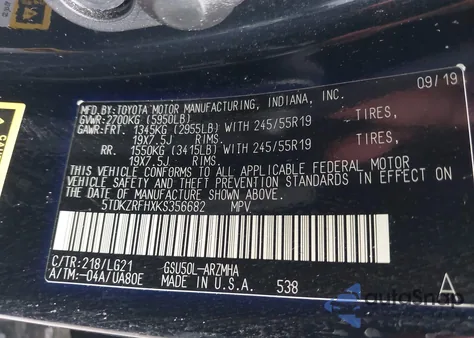 MFD.BY:TOYOTA MOTOR MANUFACTURING, INDIANA, INC. 09/19
GVWR:2700KG (5950LB)
GAWR:FRT. 1345KG (2955LB) WITH 245/55R19 TIRES,
19X7.5J RIMS.
RR. 1550KG (3415LB) WITH 245/55R19 TIRES,
19X7.5J RIMS.
THIS VEHICLE CONFORMS TO ALL APPLICABLE FEDERAL MOTOR
VEHICLE SAFETY AND THEFT PREVENTION STANDARDS IN EFFECT ON
THE DATE OF MANUFACTURE SHOWN ABOVE.
5TDKZRFHXKS356682 MPV
C/TR:218/LG21 GSU50L-ARZMHA A
A/TM:-04A/UA80E MADE IN U.S.A. 538
autoSnap